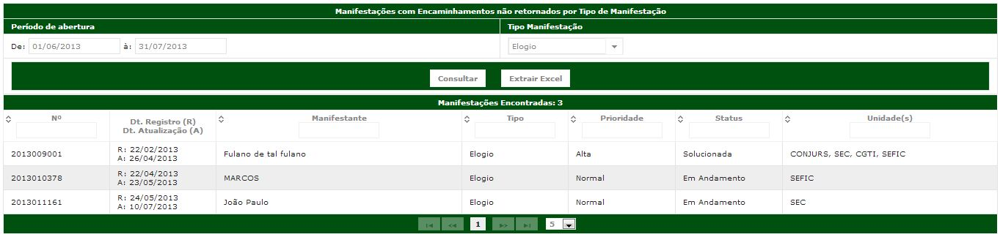 Manifestações com Encaminhamentos não retornados por Tipo de Manifestação
Período de abertura Tipo Manifestação
De: 01/06/2013 à: 31/07/2013 Elogio
Consultar Extrair Excel
Manifestações Encontradas: 3
Nº Dt. Registro (R) Manifestante Tipo Prioridade Status Unidade(s)
Dt. Atualização (A)
2013009001 R: 22/02/2013 Fulano de tal fulano Elogio Alta Solucionada CONJURS, SEC, CGTI, SEFIC
A: 26/04/2013
2013010378 R: 22/04/2013 MARCOS Elogio Normal Em Andamento SEFIC
A: 23/05/2013
2013011161 R: 24/05/2013 João Paulo Elogio Normal Em Andamento SEC
A: 10/07/2013
1 5